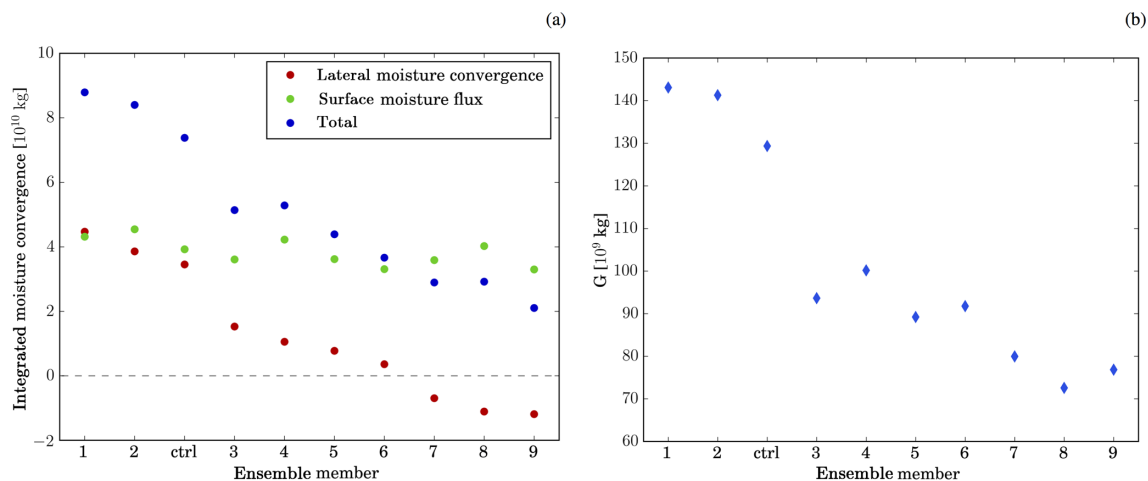 (a)
10
8
6
4
2
0
−2
Integrated moisture convergence [10¹⁰ kg]
Lateral moisture convergence
Surface moisture flux
Total
1 2 ctrl 3 4 5 6 7 8 9
Ensemble member
(b)
150
140
130
120
110
100
90
80
70
60
G [10⁹ kg]
1 2 ctrl 3 4 5 6 7 8 9
Ensemble member